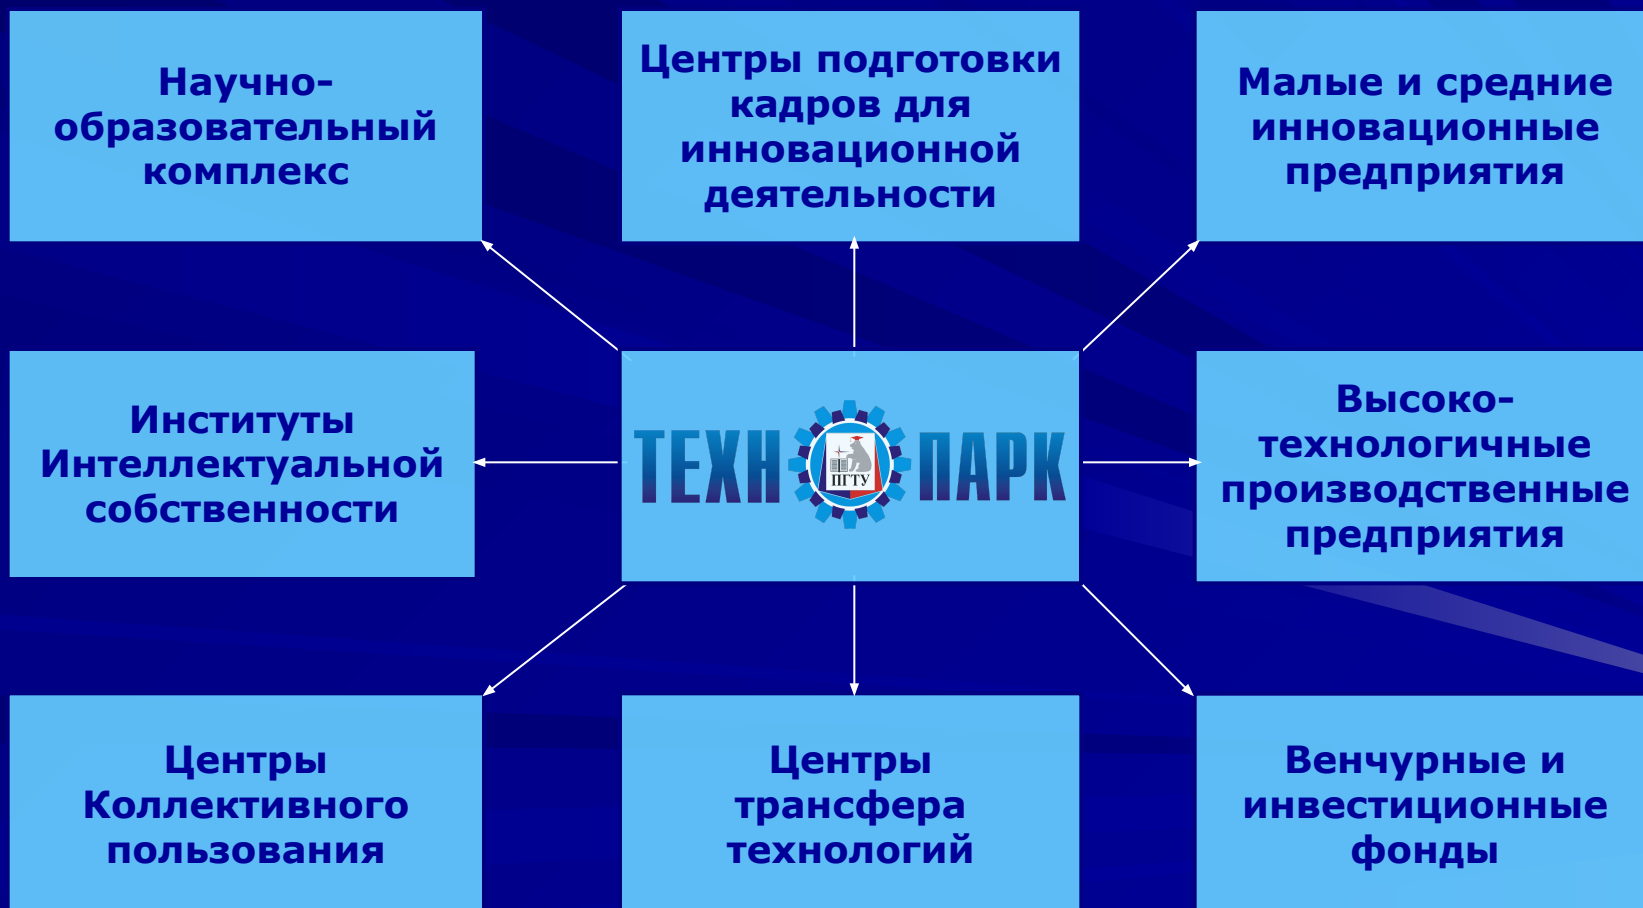 Научно-
образовательный
комплекс
Центры подготовки
кадров для
инновационной
деятельности
Малые и средние
инновационные
предприятия
Институты
Интеллектуальной
собственности
ТЕХН ПАРК
ПГТУ
Высоко-
технологичные
производственные
предприятия
Центры
Коллективного
пользования
Центры
трансфера
технологий
Венчурные и
инвестиционные
фонды